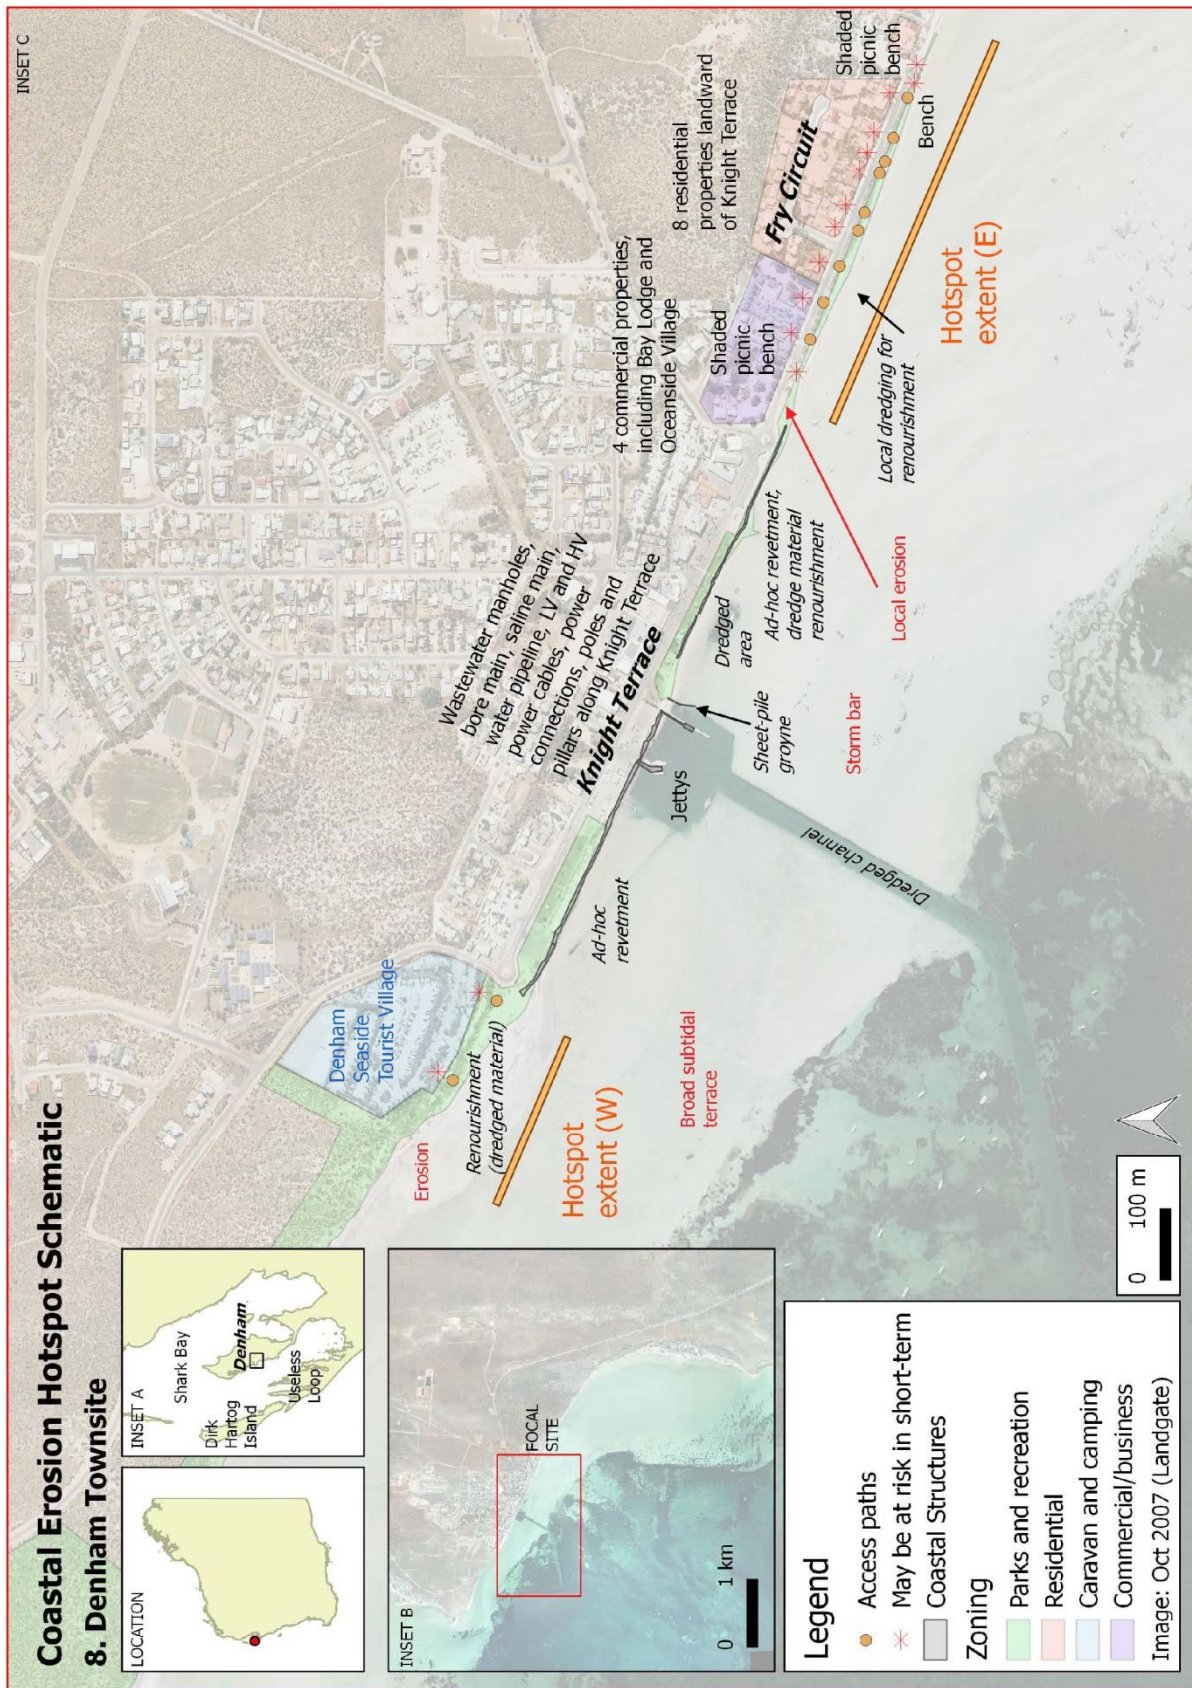 INSET C
Coastal Erosion Hotspot Schematic
8. Denham Townsite
LOCATION
INSET A
Shark Bay
Dirk
Hartog
Island
Denham
Useless
Loop
INSET B
FOCAL
SITE
0 1 km
Denham
Seaside
Tourist Village
Erosion
Renourishment
(dredged material)
Hotspot
extent (W)
Broad subtidal
terrace
Ad-hoc
revetment
Wastewater manholes,
bore main, saline main,
water pipeline, LV and HV
power cables, power
connections, poles and
pillars along Knight Terrace
Knight Terrace
Jettys
Sheet-pile
groyne
Dredged channel
Storm bar
Dredged
area
Ad-hoc revetment,
dredge material
renourishment
Local erosion
4 commercial properties,
including Bay Lodge and
Oceanside Village
Shaded
picnic
bench
8 residential
properties landward
of Knight Terrace
Fry Circuit
Shaded
picnic
bench
Bench
Local dredging for
renourishment
Hotspot
extent (E)
Legend
Access paths
May be at risk in short-term
Coastal Structures
Zoning
Parks and recreation
Residential
Caravan and camping
Commercial/business
Image: Oct 2007 (Landgate)
0 100 m